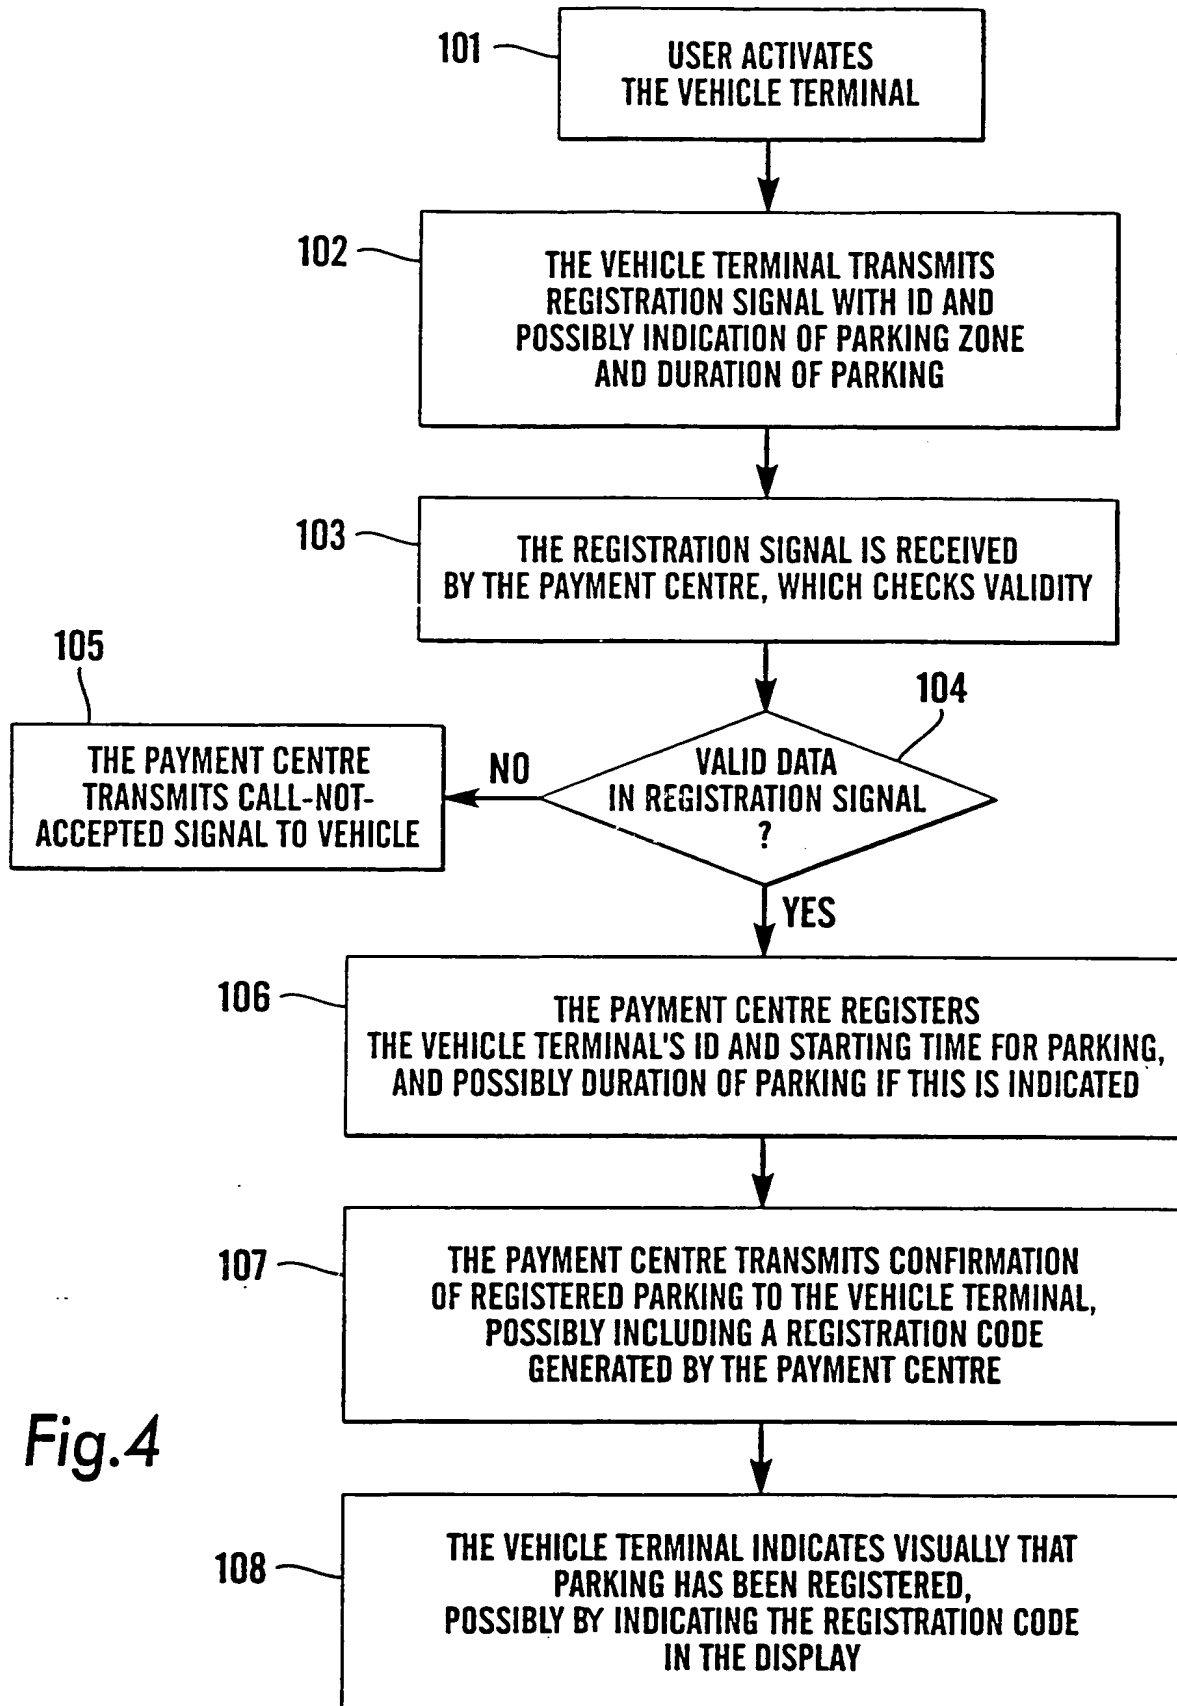 101
USER ACTIVATES
THE VEHICLE TERMINAL
102
THE VEHICLE TERMINAL TRANSMITS
REGISTRATION SIGNAL WITH ID AND
POSSIBLY INDICATION OF PARKING ZONE
AND DURATION OF PARKING
103
THE REGISTRATION SIGNAL IS RECEIVED
BY THE PAYMENT CENTRE, WHICH CHECKS VALIDITY
105
104
THE PAYMENT CENTRE
TRANSMITS CALL-NOT-
ACCEPTED SIGNAL TO VEHICLE
NO
VALID DATA
IN REGISTRATION SIGNAL
?
YES
106
THE PAYMENT CENTRE REGISTERS
THE VEHICLE TERMINAL'S ID AND STARTING TIME FOR PARKING,
AND POSSIBLY DURATION OF PARKING IF THIS IS INDICATED
107
THE PAYMENT CENTRE TRANSMITS CONFIRMATION
OF REGISTERED PARKING TO THE VEHICLE TERMINAL,
POSSIBLY INCLUDING A REGISTRATION CODE
GENERATED BY THE PAYMENT CENTRE
Fig.4
108
THE VEHICLE TERMINAL INDICATES VISUALLY THAT
PARKING HAS BEEN REGISTERED,
POSSIBLY BY INDICATING THE REGISTRATION CODE
IN THE DISPLAY